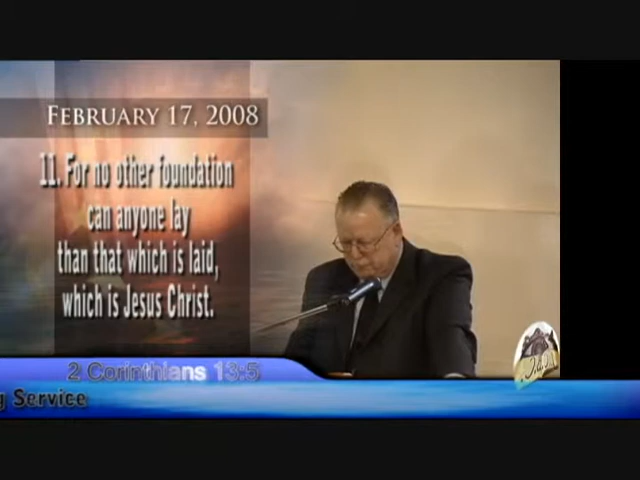 FEBRUARY 17, 2008
11. For no other foundation
can anyone lay
than that which is laid,
which is Jesus Christ.
2 Corinthians 13:5
g Service